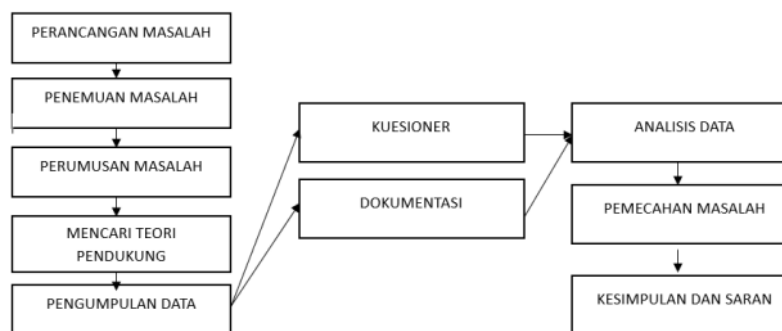 PERANCANGAN MASALAH
PENEMUAN MASALAH
PERUMUSAN MASALAH
MENCARI TEORI
PENDUKUNG
PENGUMPULAN DATA
KUESIONER
DOKUMENTASI
ANALISIS DATA
PEMECAHAN MASALAH
KESIMPULAN DAN SARAN